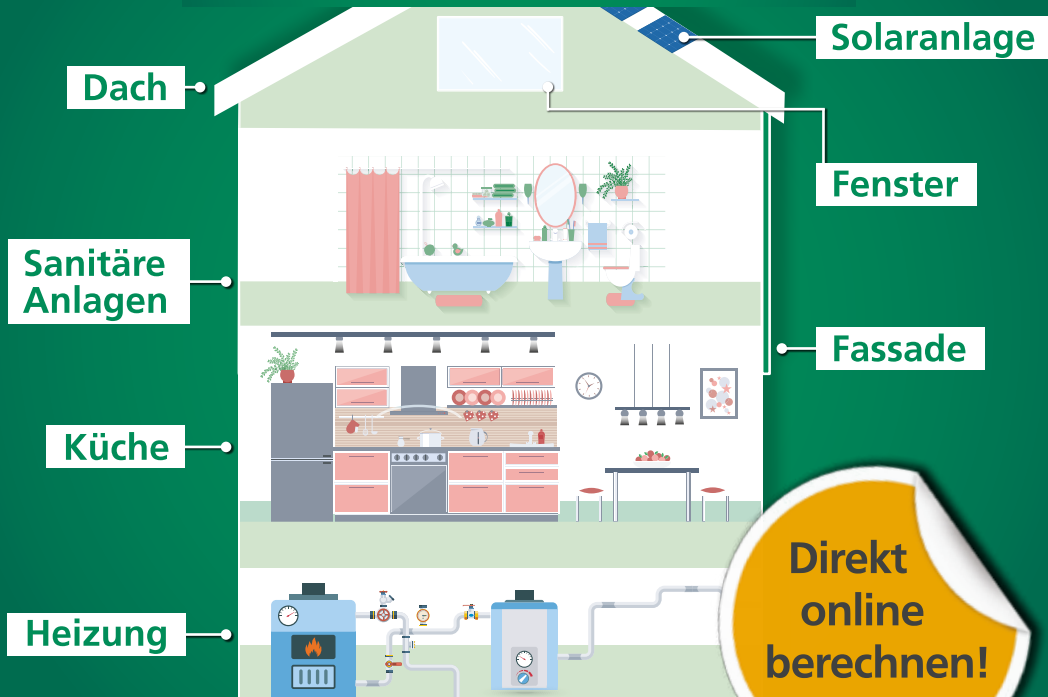 Solaranlage
Dach
Fenster
Sanitäre
Anlagen
Fassade
Küche
Heizung
Direkt
online
berechnen!